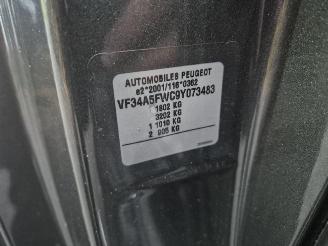 AUTOMOBILES PEUGEOT
e2*2001/116*0362
VF34A5FWC9Y073483
1802 KG
3202 KG
1 1010 KG
2 905 KG